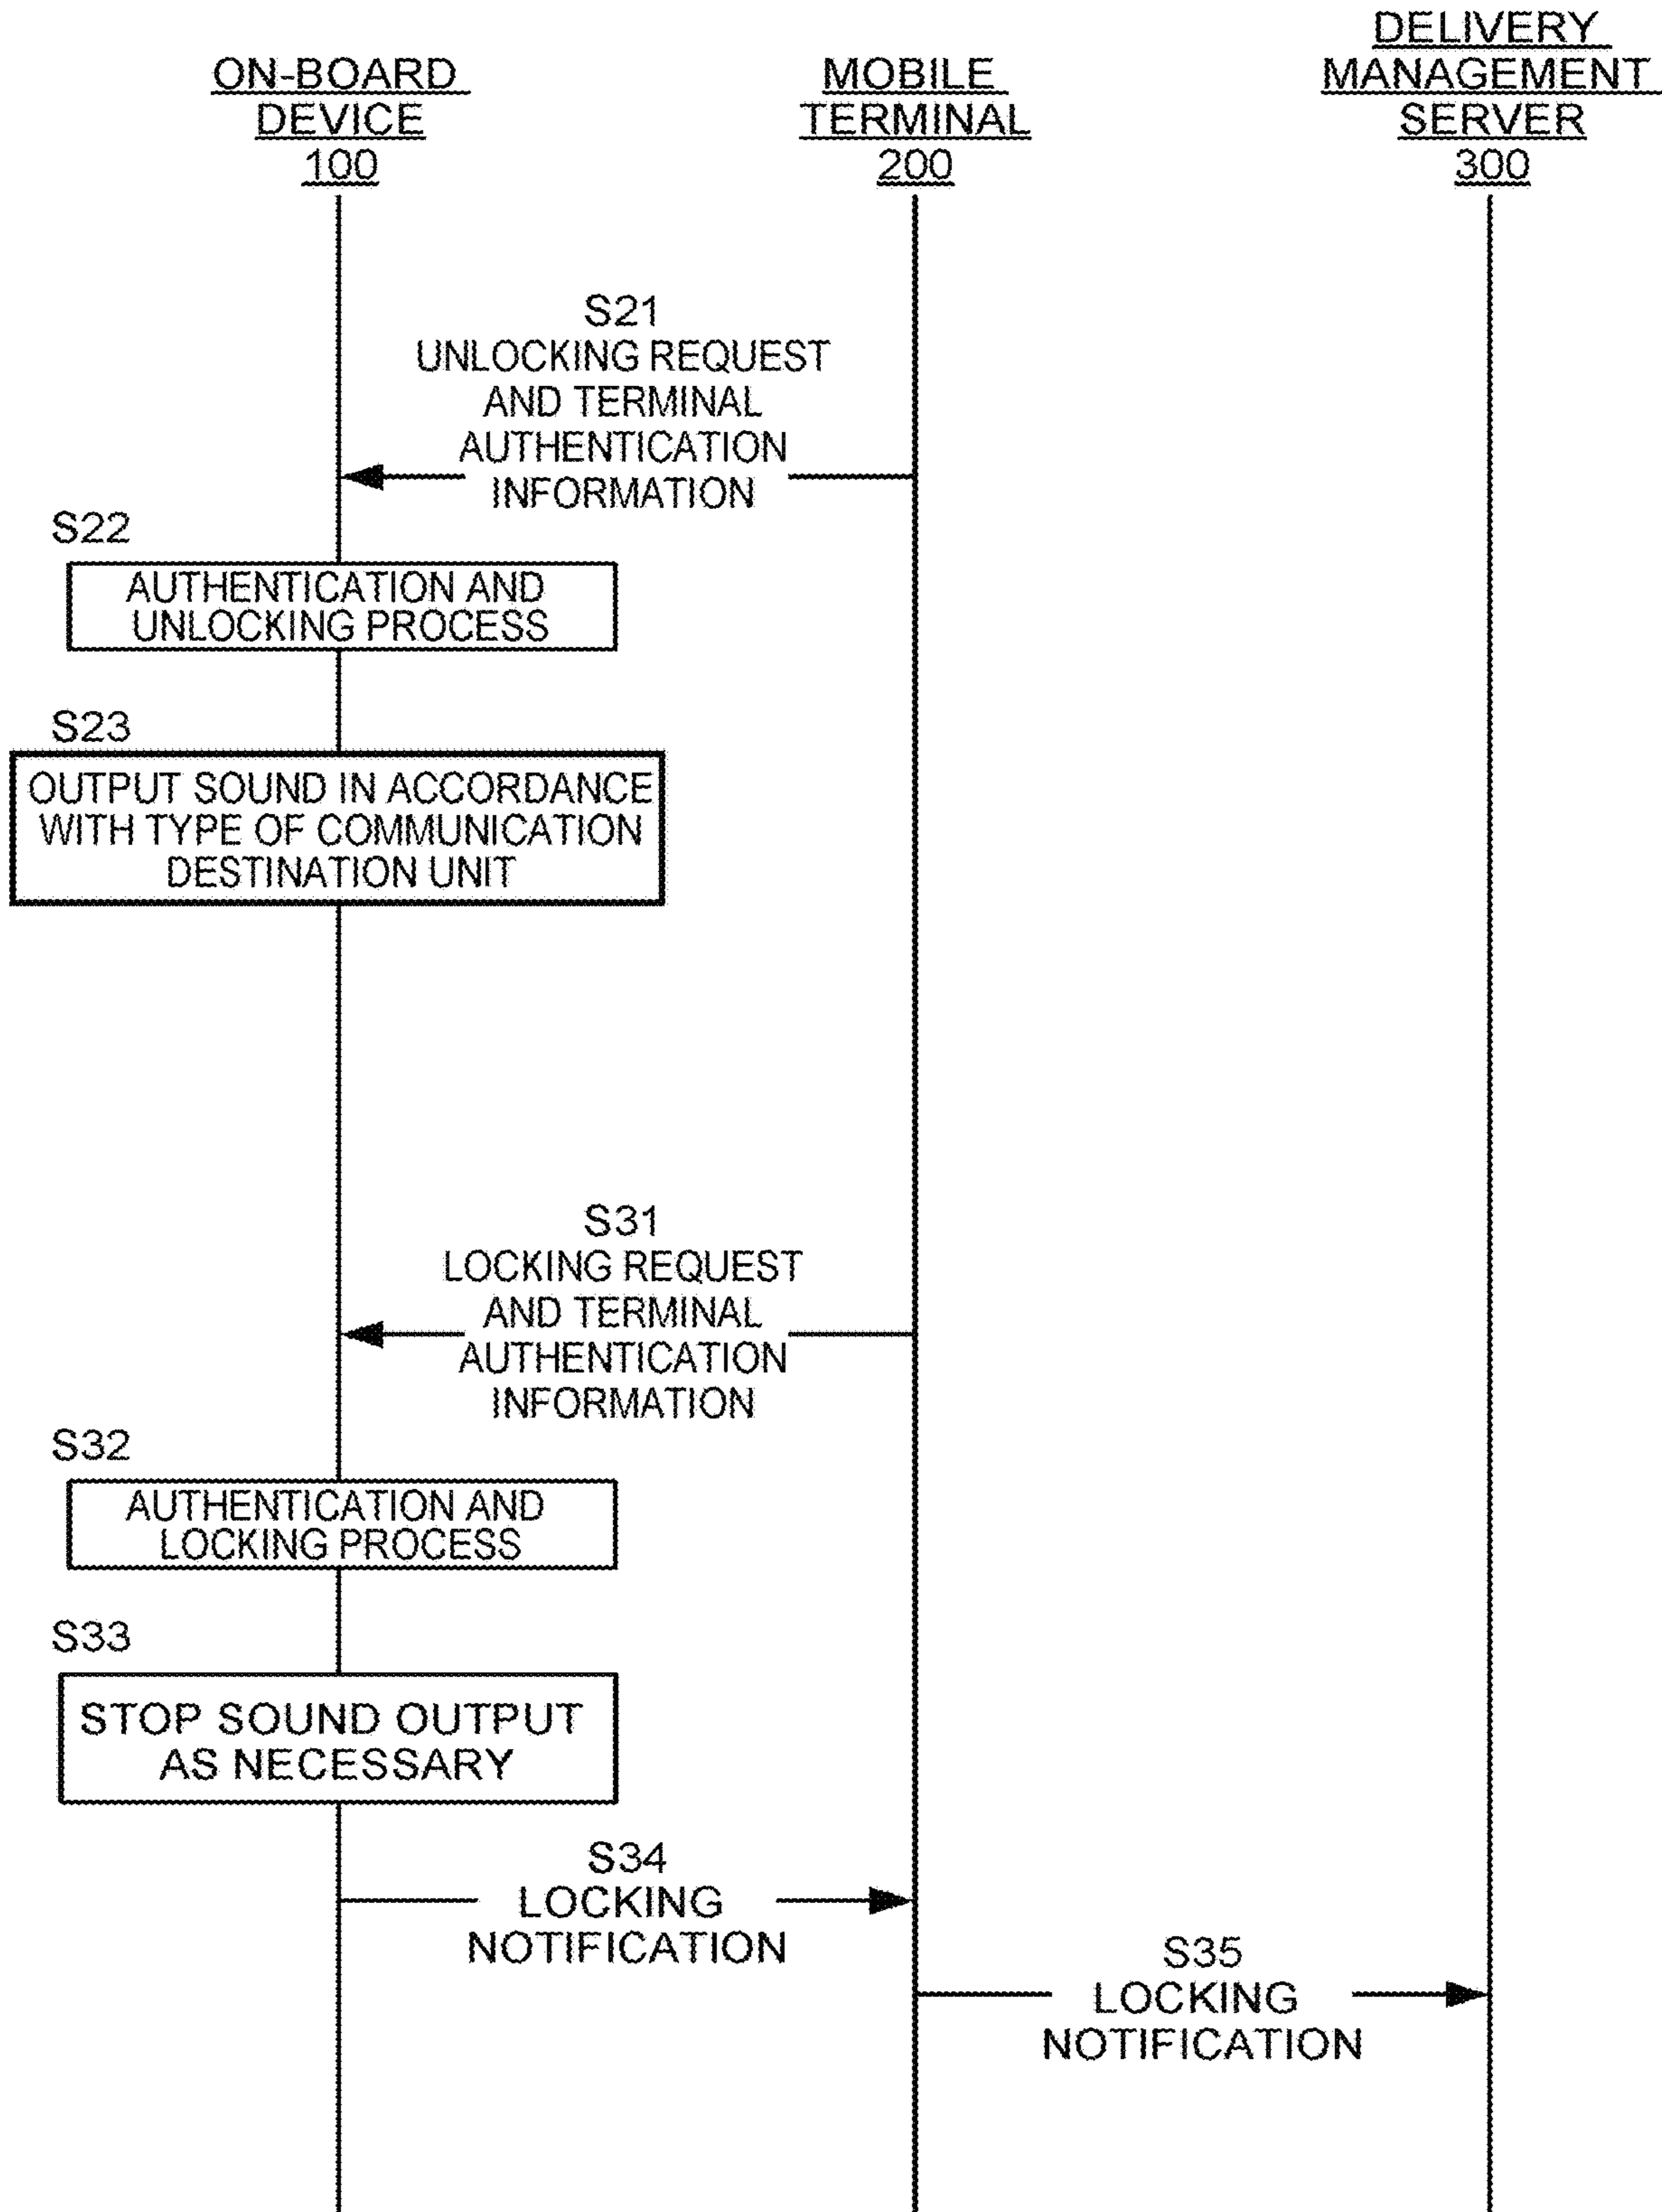 ON-BOARD
DEVICE
100
MOBILE
TERMINAL
200
DELIVERY
MANAGEMENT
SERVER
300
S21
UNLOCKING REQUEST
AND TERMINAL
AUTHENTICATION
INFORMATION
S22
AUTHENTICATION AND
UNLOCKING PROCESS
S23
OUTPUT SOUND IN ACCORDANCE
WITH TYPE OF COMMUNICATION
DESTINATION UNIT
S31
LOCKING REQUEST
AND TERMINAL
AUTHENTICATION
INFORMATION
S32
AUTHENTICATION AND
LOCKING PROCESS
S33
STOP SOUND OUTPUT
AS NECESSARY
S34
LOCKING
NOTIFICATION
S35
LOCKING
NOTIFICATION